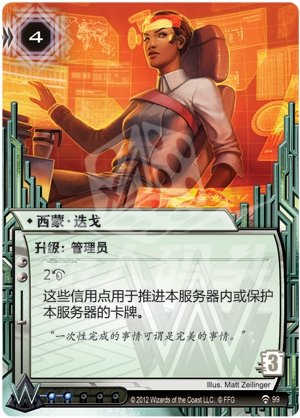 4
◆西蒙·迭戈
升级：管理员
2
这些信用点用于推进本服务器内或保护
本服务器的卡牌。
“一次性完成的事情可谓是完美的事情。”
3
Illus. Matt Zeilinger
© 2012 Wizards of the Coast LLC. © FFG
99